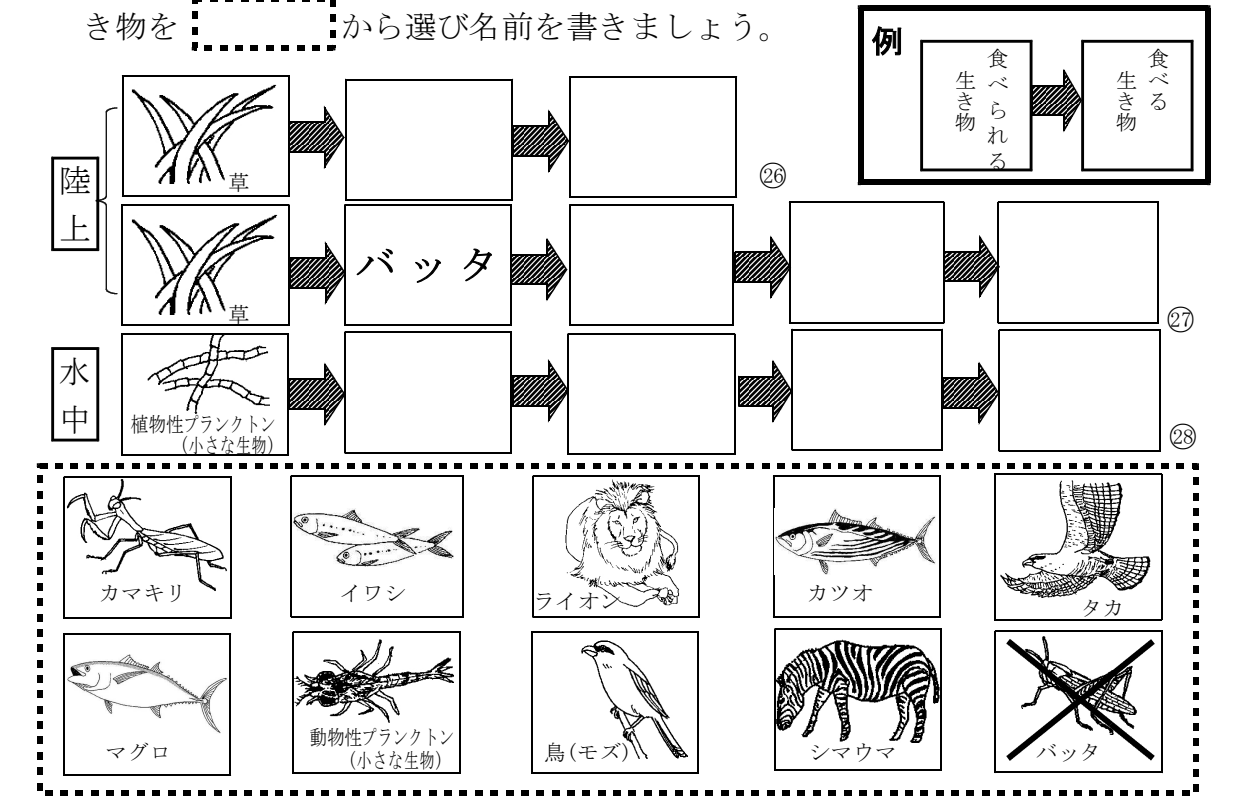 き物を から選び名前を書きましょう。
例
食べられる
生き物
食べる
生き物
陸上
草
㉖
草
バッタ
㉗
水中
植物性プランクトン
(小さな生物)
㉘
カマキリ
イワシ
ライオン
カツオ
タカ
マグロ
動物性プランクトン
(小さな生物)
鳥(モズ)
シマウマ
バッタ